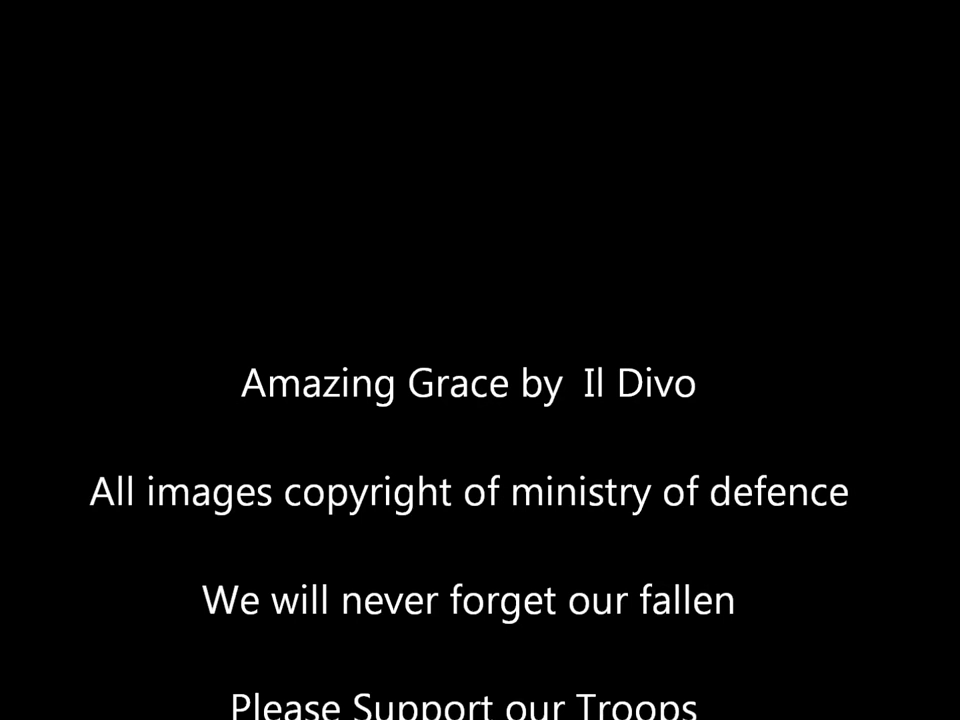 Amazing Grace by  Il Divo
All images copyright of ministry of defence
We will never forget our fallen
Please Support our Troops